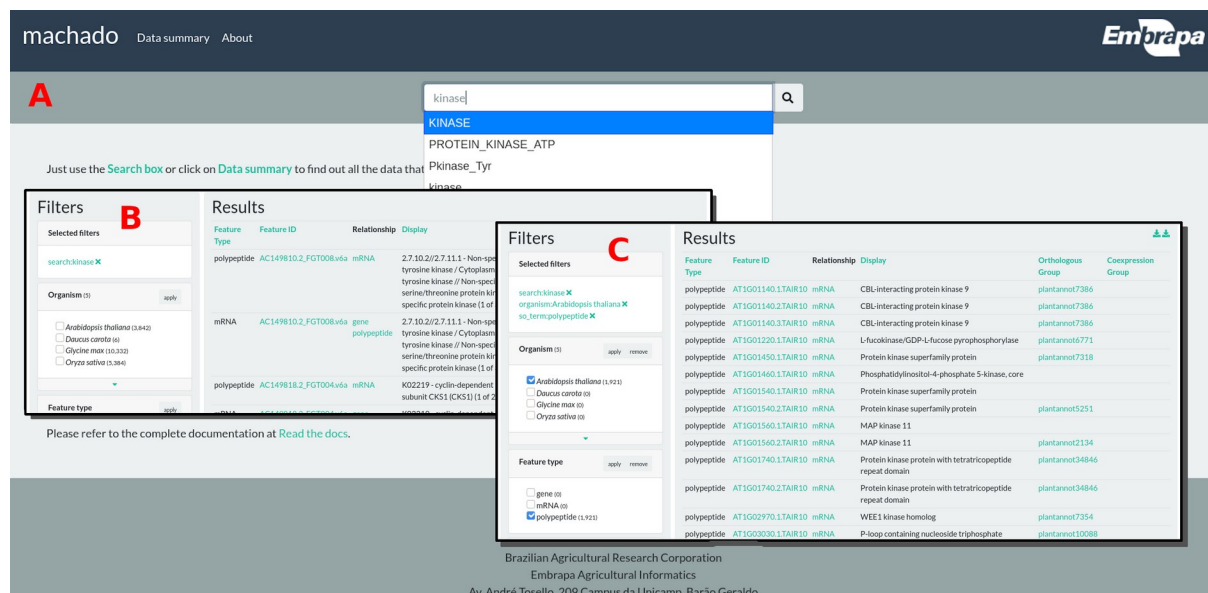 machado Data summary About
Embrapa
A
kinase
KINASE
PROTEIN_KINASE_ATP
Pkinase_Tyr
kinase
Just use the Search box or click on Data summary to find out all the data that
Filters
B
Selected filters
search:kinase ✕
Organism (5) apply
Arabidopsis thaliana (3,842)
Daucus carota (6)
Glycine max (10,332)
Oryza sativa (5,384)
Feature type apply
Results
Feature Type Feature ID Relationship Display
polypeptide AC149810.2_FGT008.v6a mRNA 2.7.10.2//2.7.11.1 - Non-spe
tyrosine kinase / Cytoplasm
tyrosine kinase // Non-speci
serine/threonine protein kin
specific protein kinase (1 of
mRNA AC149810.2_FGT008.v6a gene polypeptide 2.7.10.2//2.7.11.1 - Non-spe
tyrosine kinase / Cytoplasm
tyrosine kinase // Non-speci
serine/threonine protein kin
specific protein kinase (1 of
polypeptide AC149818.2_FGT004.v6a mRNA K02219 - cyclin-dependent
subunit CKS1 (CKS1) (1 of 2
Filters
C
Selected filters
search:kinase ✕
organism:Arabidopsis thaliana ✕
so_term:polypeptide ✕
Organism (5) apply remove
Arabidopsis thaliana (1,921)
Daucus carota (0)
Glycine max (0)
Oryza sativa (0)
Feature type apply remove
gene (0)
mRNA (0)
polypeptide (1,921)
Results
Feature Type Feature ID Relationship Display Orthologous Group Coexpression Group
polypeptide AT1G01140.1.TAIR10 mRNA CBL-interacting protein kinase 9 plantannot7386
polypeptide AT1G01140.2.TAIR10 mRNA CBL-interacting protein kinase 9 plantannot7386
polypeptide AT1G01140.3.TAIR10 mRNA CBL-interacting protein kinase 9 plantannot7386
polypeptide AT1G01220.1.TAIR10 mRNA L-fucokinase/GDP-L-fucose pyrophosphorylase plantannot6771
polypeptide AT1G01450.1.TAIR10 mRNA Protein kinase superfamily protein plantannot7318
polypeptide AT1G01460.1.TAIR10 mRNA Phosphatidylinositol-4-phosphate 5-kinase, core
polypeptide AT1G01540.1.TAIR10 mRNA Protein kinase superfamily protein
polypeptide AT1G01540.2.TAIR10 mRNA Protein kinase superfamily protein plantannot5251
polypeptide AT1G01560.1.TAIR10 mRNA MAP kinase 11
polypeptide AT1G01560.2.TAIR10 mRNA MAP kinase 11 plantannot2134
polypeptide AT1G01740.1.TAIR10 mRNA Protein kinase protein with tetratricopeptide plantannot34846
repeat domain
polypeptide AT1G01740.2.TAIR10 mRNA Protein kinase protein with tetratricopeptide plantannot34846
repeat domain
polypeptide AT1G02970.1.TAIR10 mRNA WEE1 kinase homolog plantannot7354
polypeptide AT1G03030.1.TAIR10 mRNA P-loop containing nucleoside triphosphate plantannot10088
Please refer to the complete documentation at Read the docs.
Brazilian Agricultural Research Corporation
Embrapa Agricultural Informatics
Av. André Tosello, 209 Campus da Unicamp, Barão Geraldo